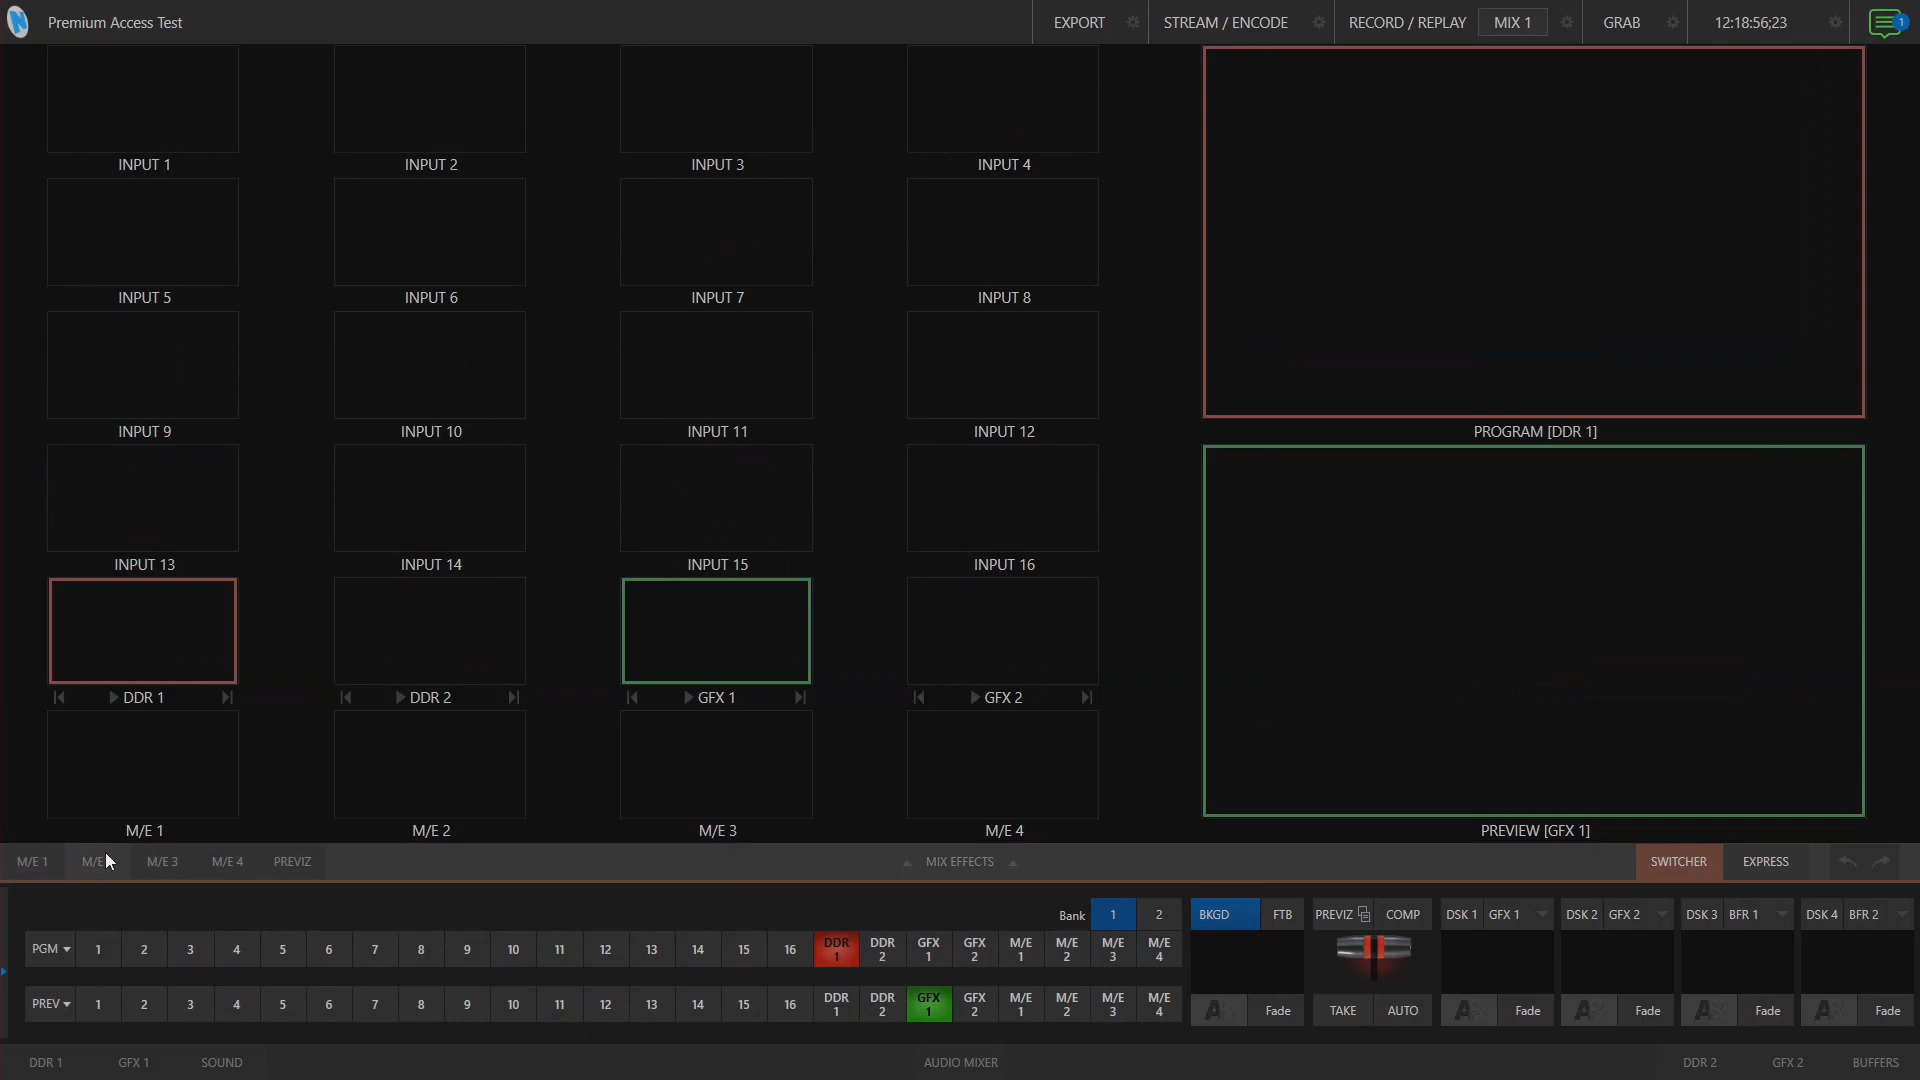 Premium Access Test
EXPORT
STREAM / ENCODE
RECORD / REPLAY
MIX 1
GRAB
12:18:56;23
1
INPUT 1
INPUT 2
INPUT 3
INPUT 4
INPUT 5
INPUT 6
INPUT 7
INPUT 8
INPUT 9
INPUT 10
INPUT 11
INPUT 12
PROGRAM [DDR 1]
INPUT 13
INPUT 14
INPUT 15
INPUT 16
DDR 1
DDR 2
GFX 1
GFX 2
M/E 1
M/E 2
M/E 3
M/E 4
PREVIEW [GFX 1]
M/E 1
M/E
M/E 3
M/E 4
PREVIZ
MIX EFFECTS
SWITCHER
EXPRESS
Bank
1
2
BKGD
FTB
PREVIZ
COMP
DSK 1
GFX 1
DSK 2
GFX 2
DSK 3
BFR 1
DSK 4
BFR 2
PGM
1
2
3
4
5
6
7
8
9
10
11
12
13
14
15
16
DDR 1
DDR 2
GFX 1
GFX 2
M/E 1
M/E 2
M/E 3
M/E 4
PREV
1
2
3
4
5
6
7
8
9
10
11
12
13
14
15
16
DDR 1
DDR 2
GFX 1
GFX 2
M/E 1
M/E 2
M/E 3
M/E 4
Fade
TAKE
AUTO
Fade
Fade
Fade
Fade
DDR 1
GFX 1
SOUND
AUDIO MIXER
DDR 2
GFX 2
BUFFERS